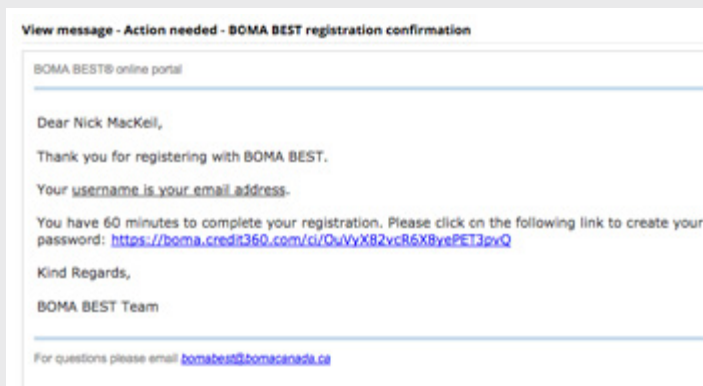 View message - Action needed - BOMA BEST registration confirmation
BOMA BEST® online portal
Dear Nick MacKeil,
Thank you for registering with BOMA BEST.
Your username is your email address.
You have 60 minutes to complete your registration. Please click on the following link to create your
password: https://boma.credit360.com/ci/OuVyX82vcR6X8yePET3pvQ
Kind Regards,
BOMA BEST Team
For questions please email bomabest@bomacanada.ca